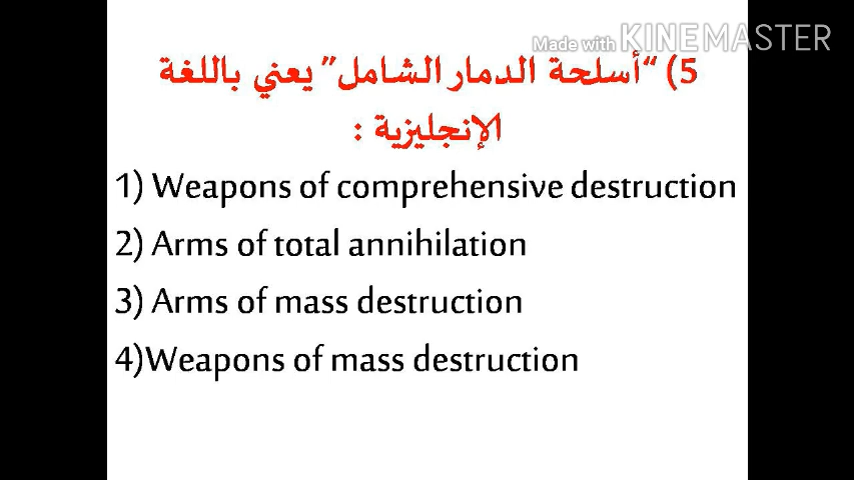 Made with KINEMASTER
5) “أسلحة الدمار الشامل” يعني باللغة
الإنجليزية :
1) Weapons of comprehensive destruction
2) Arms of total annihilation
3) Arms of mass destruction
4)Weapons of mass destruction